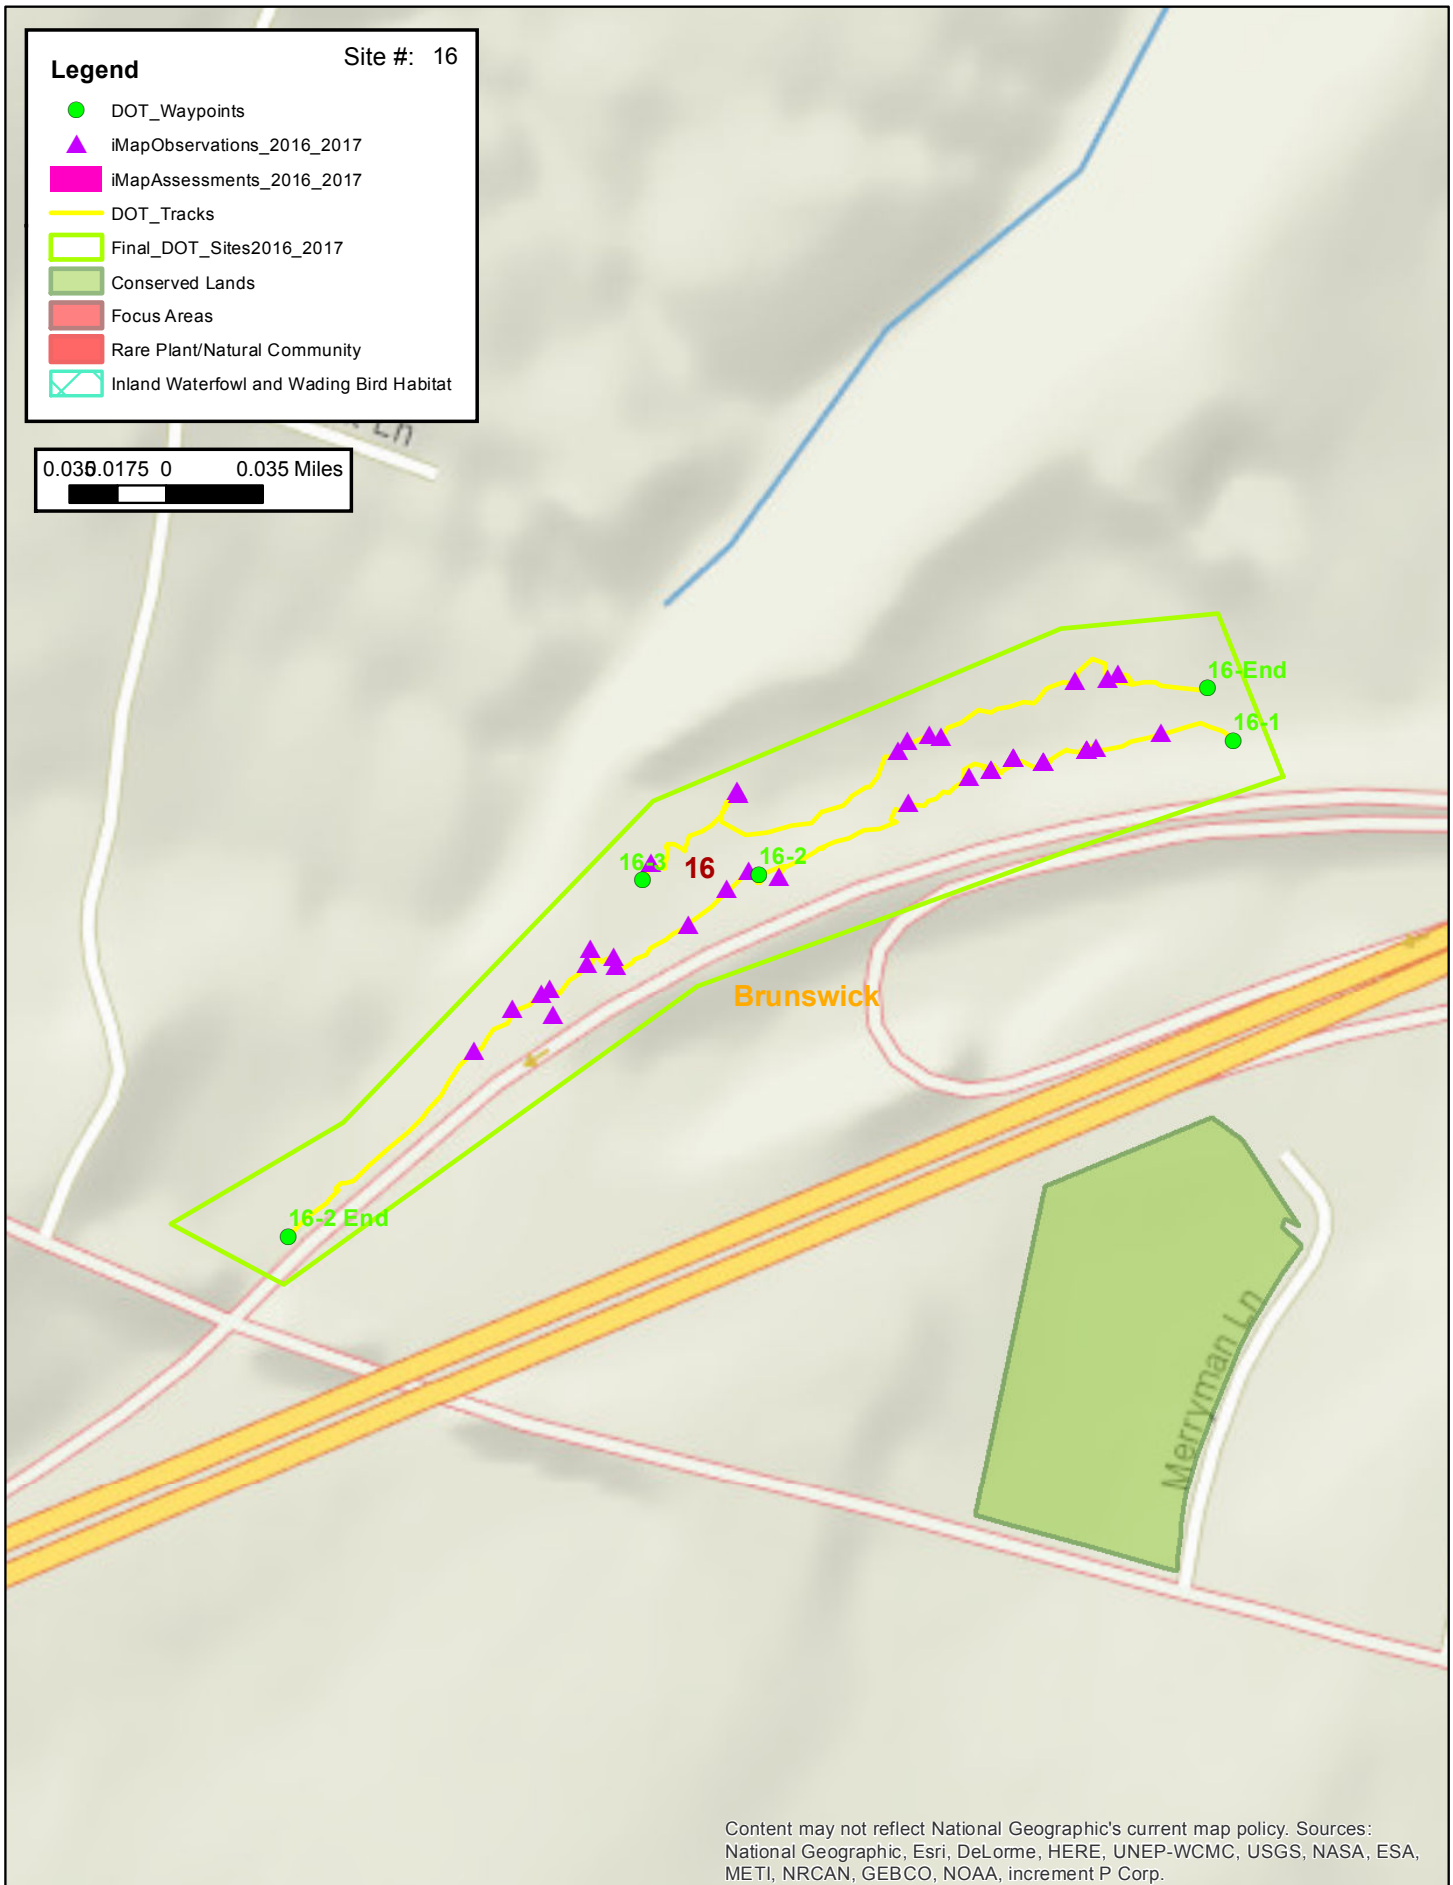 Legend
Site #: 16
DOT_Waypoints
iMapObservations_2016_2017
iMapAssessments_2016_2017
DOT_Tracks
Final_DOT_Sites2016_2017
Conserved Lands
Focus Areas
Rare Plant/Natural Community
Inland Waterfowl and Wading Bird Habitat
Ln
0.035 0.0175 0 0.035 Miles
16-End
16-1
16-2
16-3
16
Brunswick
16-2 End
Merryman Ln
Content may not reflect National Geographic's current map policy. Sources:
National Geographic, Esri, DeLorme, HERE, UNEP-WCMC, USGS, NASA, ESA,
METI, NRCAN, GEBCO, NOAA, increment P Corp.